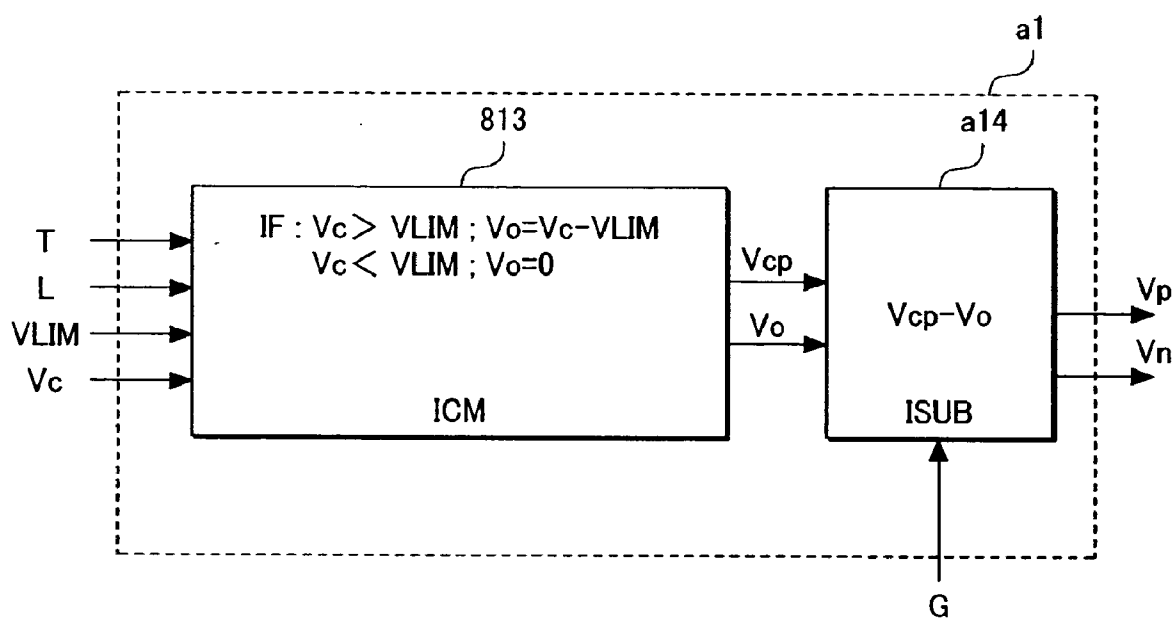 a1
813
a14
IF : Vc > VLIM ; Vo=Vc-VLIM
Vc < VLIM ; Vo=0
T
L
VLIM
Vc
Vcp
Vo
Vcp-Vo
Vp
Vn
ICM
ISUB
G